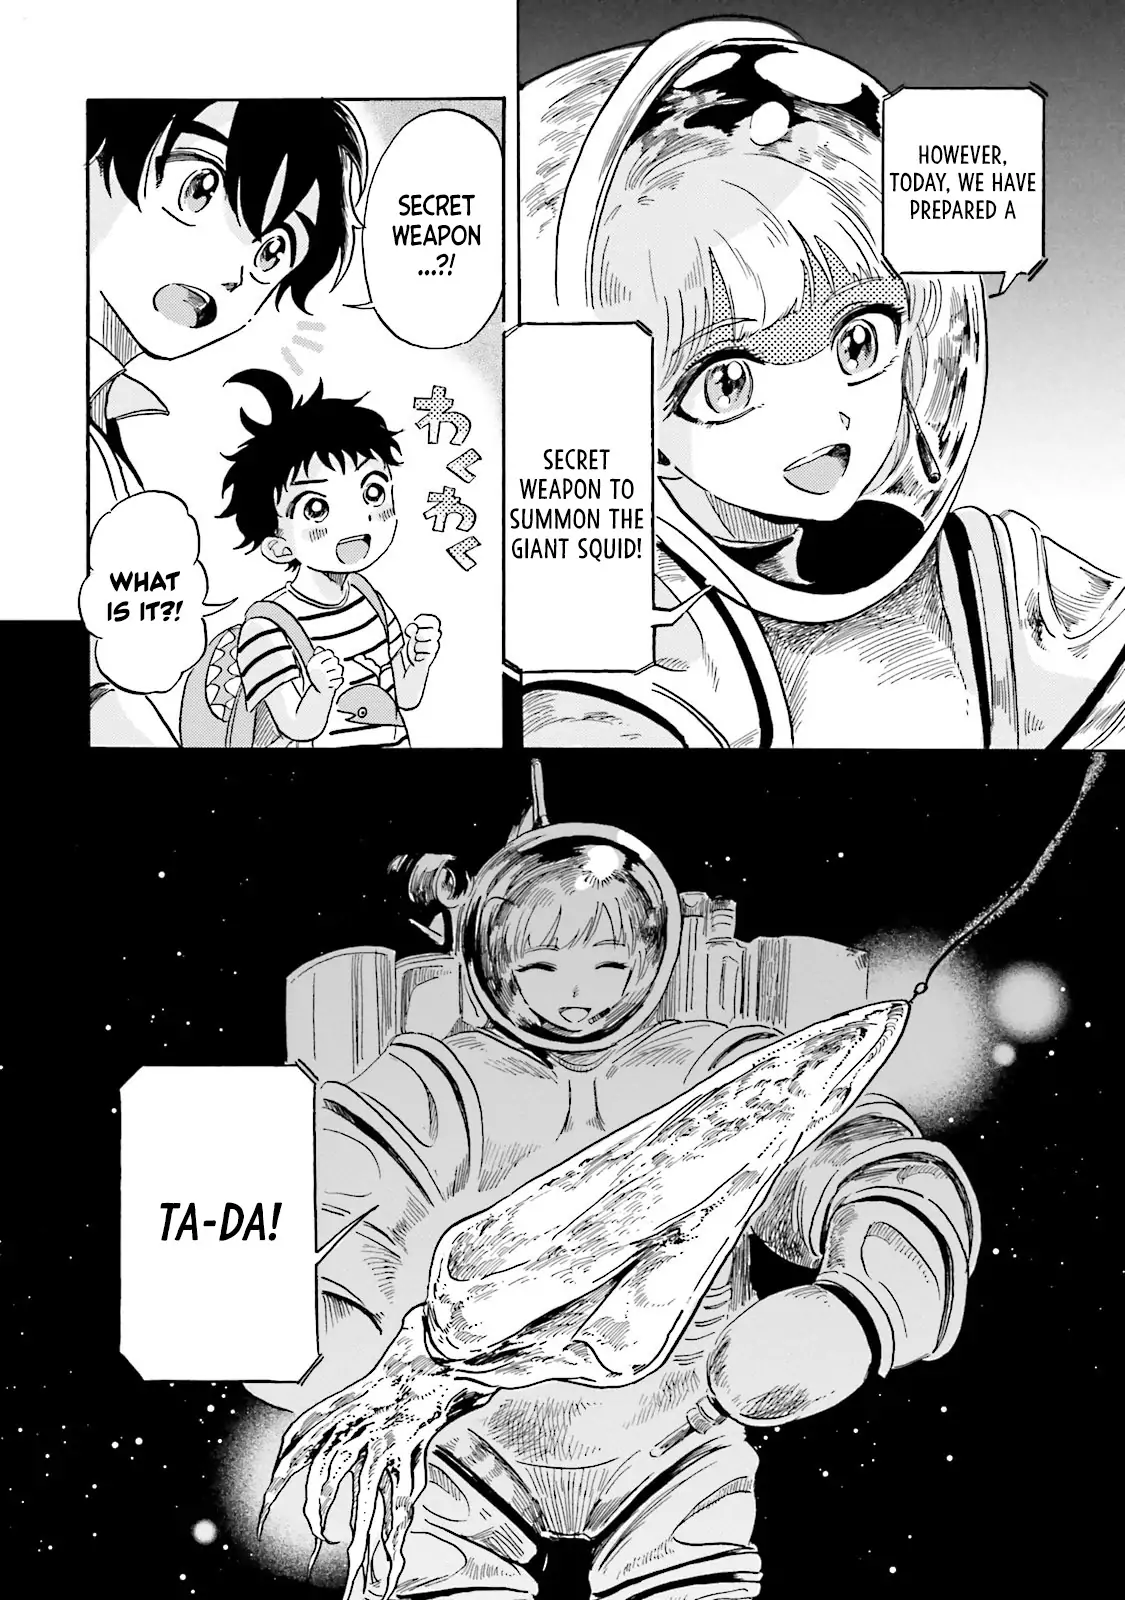 HOWEVER,
TODAY, WE HAVE
PREPARED A
SECRET
WEAPON TO
SUMMON THE
GIANT SQUID!
SECRET
WEAPON
...?!
わくわく
WHAT
IS IT?!
TA-DA!